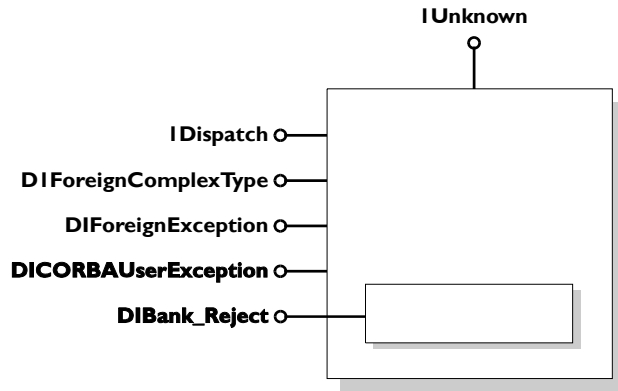 IUnknown
IDispatch
DIForeignComplexType
DIForeignException
DICORBAUserException
DIBank_Reject